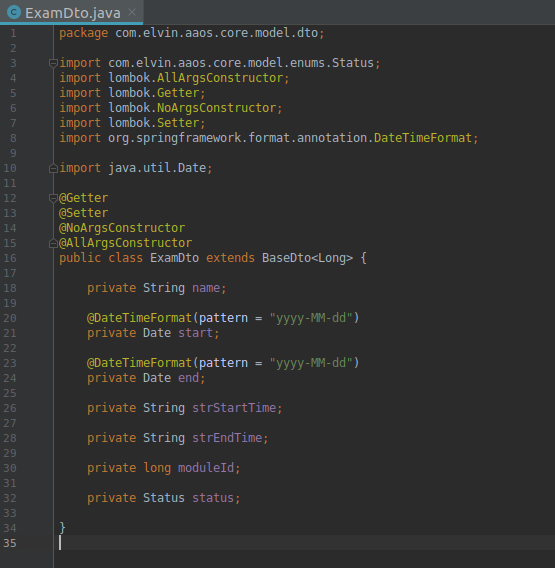 ExamDto.java
1 package com.elvin.aaos.core.model.dto;
2
3 import com.elvin.aaos.core.model.enums.Status;
4 import lombok.AllArgsConstructor;
5 import lombok.Getter;
6 import lombok.NoArgsConstructor;
7 import lombok.Setter;
8 import org.springframework.format.annotation.DateTimeFormat;
9
10 import java.util.Date;
11
12 @Getter
13 @Setter
14 @NoArgsConstructor
15 @AllArgsConstructor
16 public class ExamDto extends BaseDto<Long> {
17
18     private String name;
19
20     @DateTimeFormat(pattern = "yyyy-MM-dd")
21     private Date start;
22
23     @DateTimeFormat(pattern = "yyyy-MM-dd")
24     private Date end;
25
26     private String strStartTime;
27
28     private String strEndTime;
29
30     private long moduleId;
31
32     private Status status;
33
34 }
35